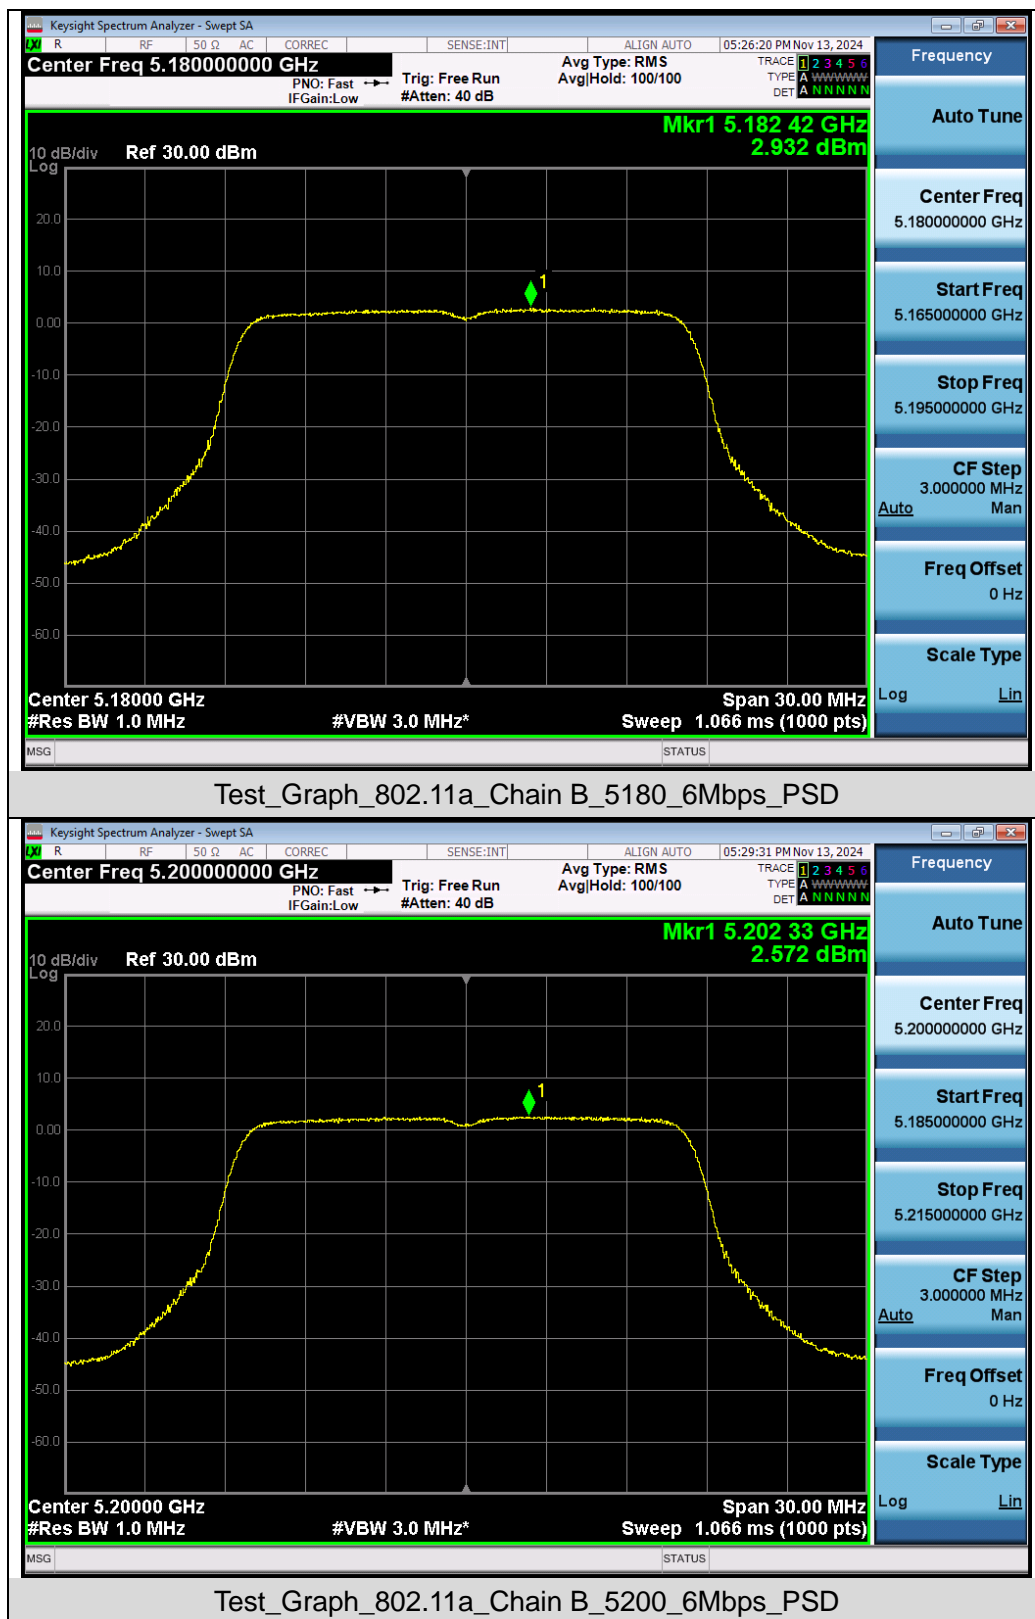 Keysight Spectrum Analyzer - Swept SA
LXI R RF 50 Ω AC CORREC SENSE:INT ALIGN AUTO 05:26:20 PM Nov 13, 2024
Center Freq 5.180000000 GHz
PNO: Fast
IFGain:Low
Trig: Free Run
#Atten: 40 dB
Avg Type: RMS
Avg|Hold: 100/100
TRACE 1 2 3 4 5 6
TYPE A WWWWW
DET A N N N N N
Frequency
Auto Tune
Mkr1 5.182 42 GHz
2.932 dBm
10 dB/div Ref 30.00 dBm
Log
20.0
10.0
0.00
-10.0
-20.0
-30.0
-40.0
-50.0
-60.0
1
Center Freq
5.180000000 GHz
Start Freq
5.165000000 GHz
Stop Freq
5.195000000 GHz
CF Step
3.000000 MHz
Auto Man
Freq Offset
0 Hz
Scale Type
Log Lin
Center 5.18000 GHz Span 30.00 MHz
#Res BW 1.0 MHz #VBW 3.0 MHz* Sweep 1.066 ms (1000 pts)
MSG STATUS
Test_Graph_802.11a_Chain B_5180_6Mbps_PSD
Keysight Spectrum Analyzer - Swept SA
LXI R RF 50 Ω AC CORREC SENSE:INT ALIGN AUTO 05:29:31 PM Nov 13, 2024
Center Freq 5.200000000 GHz
PNO: Fast
IFGain:Low
Trig: Free Run
#Atten: 40 dB
Avg Type: RMS
Avg|Hold: 100/100
TRACE 1 2 3 4 5 6
TYPE A WWWWW
DET A N N N N N
Frequency
Auto Tune
Mkr1 5.202 33 GHz
2.572 dBm
10 dB/div Ref 30.00 dBm
Log
20.0
10.0
0.00
-10.0
-20.0
-30.0
-40.0
-50.0
-60.0
1
Center Freq
5.200000000 GHz
Start Freq
5.185000000 GHz
Stop Freq
5.215000000 GHz
CF Step
3.000000 MHz
Auto Man
Freq Offset
0 Hz
Scale Type
Log Lin
Center 5.20000 GHz Span 30.00 MHz
#Res BW 1.0 MHz #VBW 3.0 MHz* Sweep 1.066 ms (1000 pts)
MSG STATUS
Test_Graph_802.11a_Chain B_5200_6Mbps_PSD